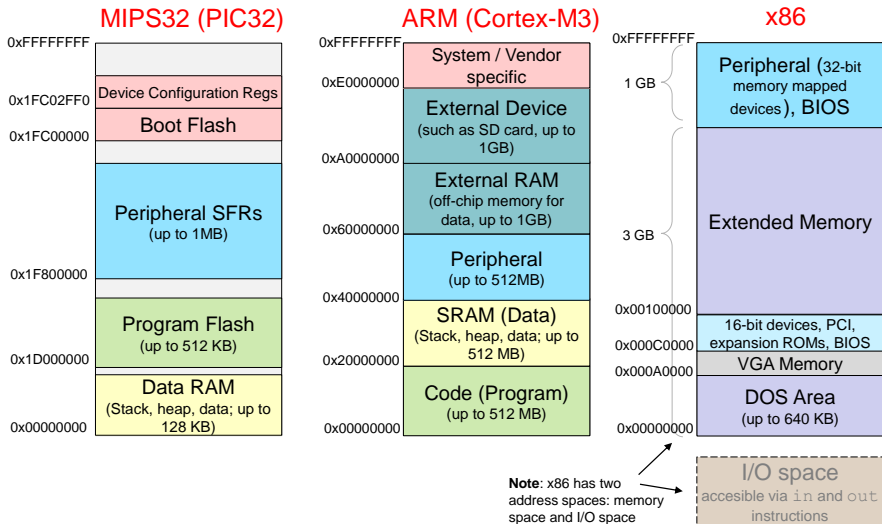 MIPS32 (PIC32)
0xFFFFFFFF
Device Configuration Regs
0x1FC02FF0
Boot Flash
0x1FC00000
Peripheral SFRs
(up to 1MB)
0x1F800000
Program Flash
(up to 512 KB)
0x1D000000
Data RAM
(Stack, heap, data; up to
128 KB)
0x00000000
ARM (Cortex-M3)
0xFFFFFFFF
System / Vendor
specific
0xE0000000
External Device
(such as SD card, up to
1GB)
0xA0000000
External RAM
(off-chip memory for
data, up to 1GB)
0x60000000
Peripheral
(up to 512MB)
0x40000000
SRAM (Data)
(Stack, heap, data; up to
512 MB)
0x20000000
Code (Program)
(up to 512 MB)
0x00000000
x86
0xFFFFFFFF
1 GB
Peripheral (32-bit
memory mapped
devices), BIOS
3 GB
Extended Memory
0x00100000
16-bit devices, PCI,
expansion ROMs, BIOS
0x000C0000
VGA Memory
0x000A0000
DOS Area
(up to 640 KB)
0x00000000
Note: x86 has two
address spaces: memory
space and I/O space
I/O space
accesible via in and out
instructions